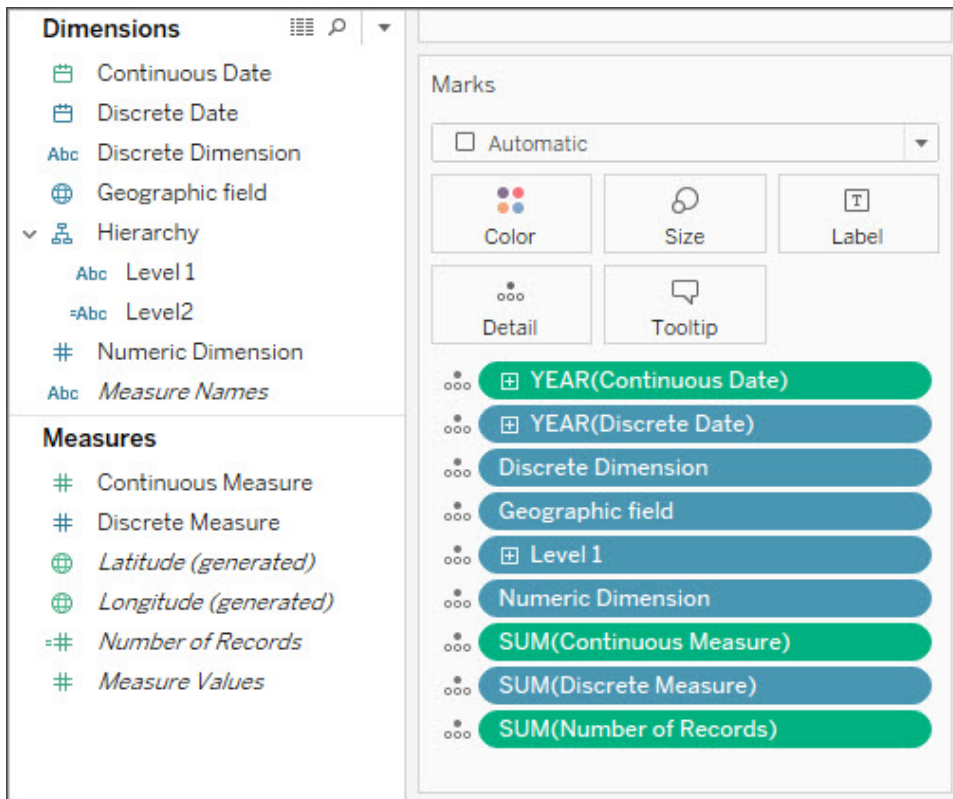 Dimensions
Continuous Date
Discrete Date
Abc Discrete Dimension
Geographic field
Hierarchy
Abc Level 1
=Abc Level2
# Numeric Dimension
Abc Measure Names
Measures
# Continuous Measure
# Discrete Measure
Latitude (generated)
Longitude (generated)
=# Number of Records
# Measure Values
Marks
Automatic
Color
Size
T
Label
Detail
Tooltip
YEAR(Continuous Date)
YEAR(Discrete Date)
Discrete Dimension
Geographic field
Level 1
Numeric Dimension
SUM(Continuous Measure)
SUM(Discrete Measure)
SUM(Number of Records)